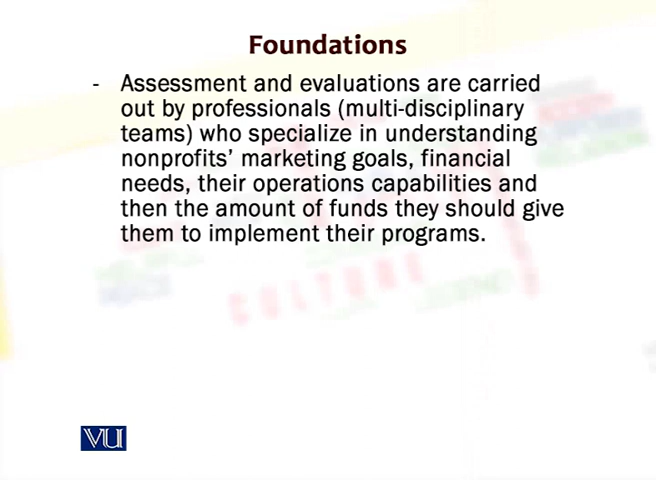 Foundations
- Assessment and evaluations are carried
out by professionals (multi-disciplinary
teams) who specialize in understanding
nonprofits' marketing goals, financial
needs, their operations capabilities and
then the amount of funds they should give
them to implement their programs.
CULTURE
VU